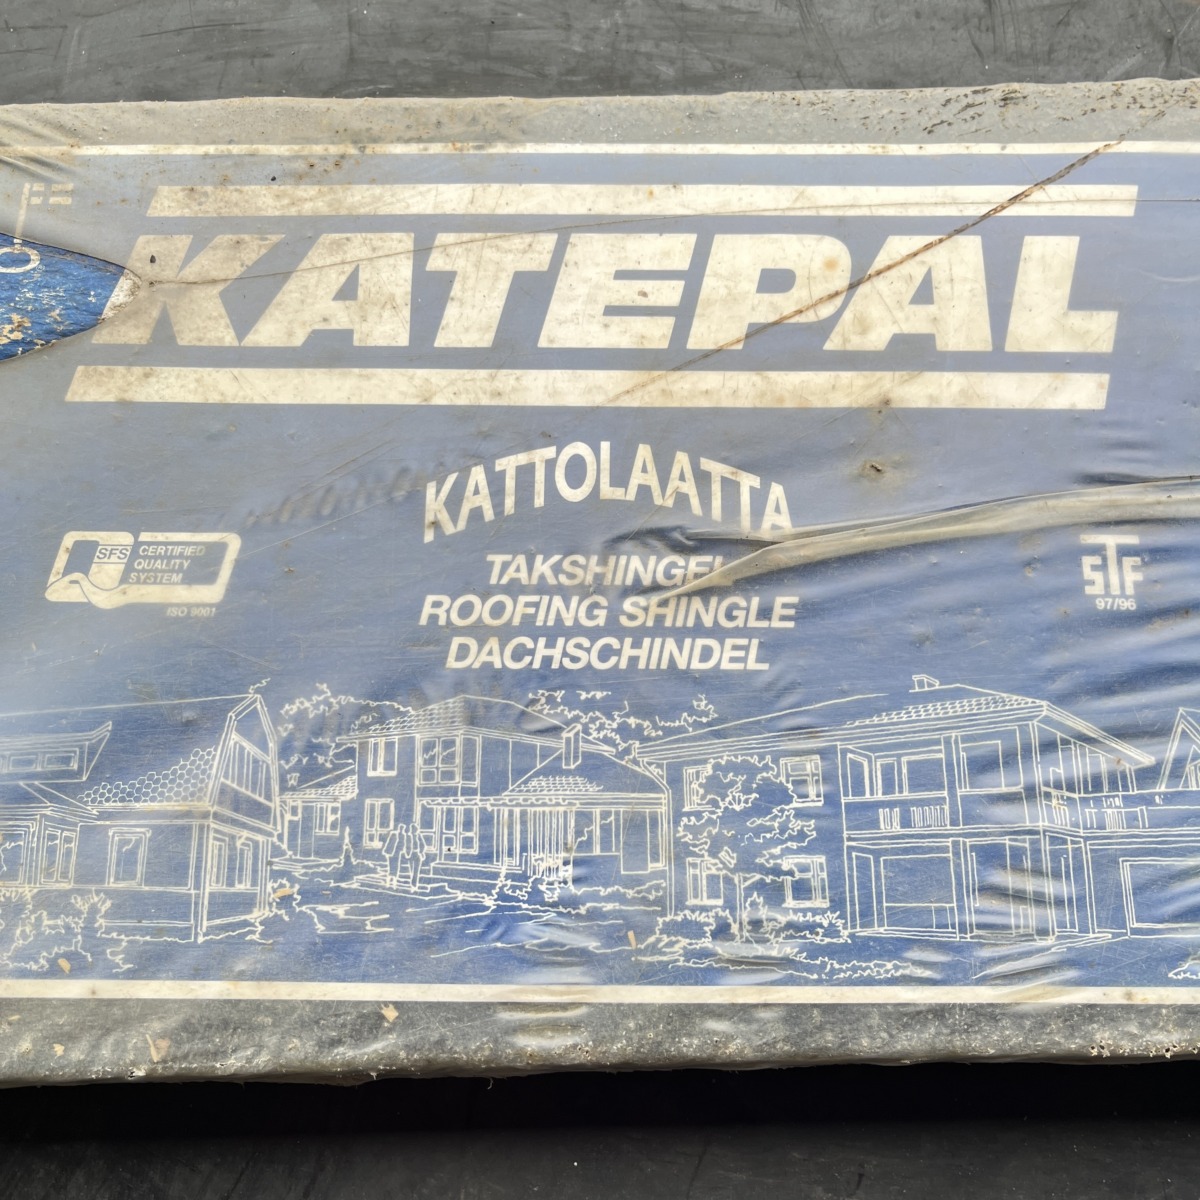 KATEPAL
KATTOLAATTA
TAKSHINGEL
ROOFING SHINGLE
DACHSCHINDEL
SFS CERTIFIED
QUALITY
SYSTEM
ISO 9001
STF
97/96